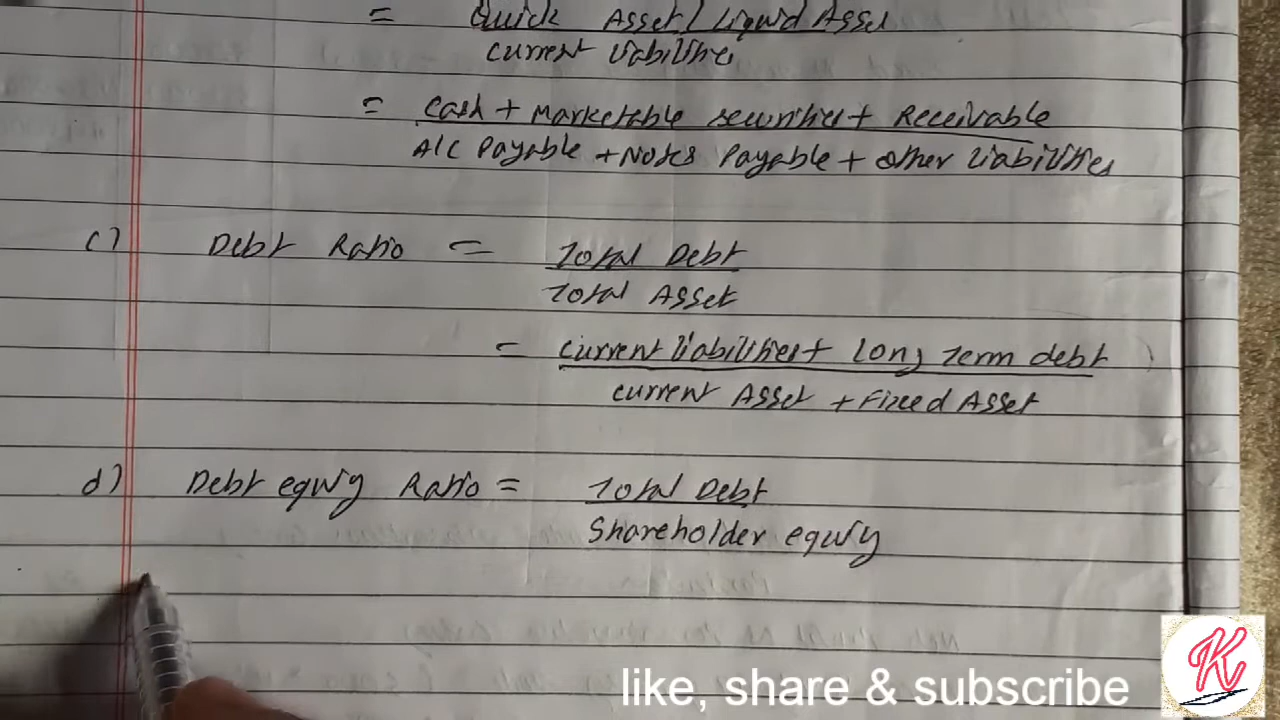 = Quick Asset / Liquid Asset
Current liabilities
= Cash + Marketable securities + Receivable
A/C Payable + Notes Payable + Other liabilities
c) Debt Ratio = Total Debt
Total Asset
= Current liabilities + Long Term debt
Current Asset + Fixed Asset
d) Debt equity Ratio = Total Debt
Shareholder equity
like, share & subscribe
K